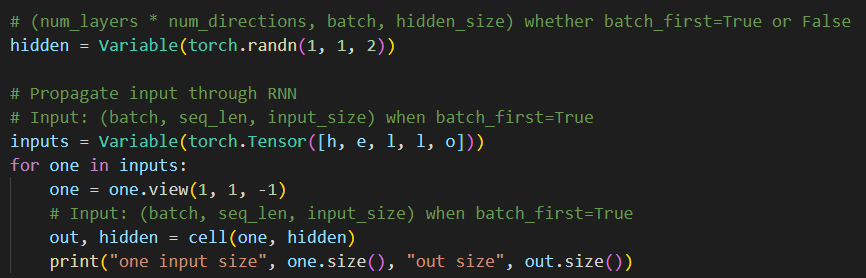 # (num_layers * num_directions, batch, hidden_size) whether batch_first=True or False
hidden = Variable(torch.randn(1, 1, 2))

# Propagate input through RNN
# Input: (batch, seq_len, input_size) when batch_first=True
inputs = Variable(torch.Tensor([h, e, l, l, o]))
for one in inputs:
    one = one.view(1, 1, -1)
    # Input: (batch, seq_len, input_size) when batch_first=True
    out, hidden = cell(one, hidden)
    print("one input size", one.size(), "out size", out.size())